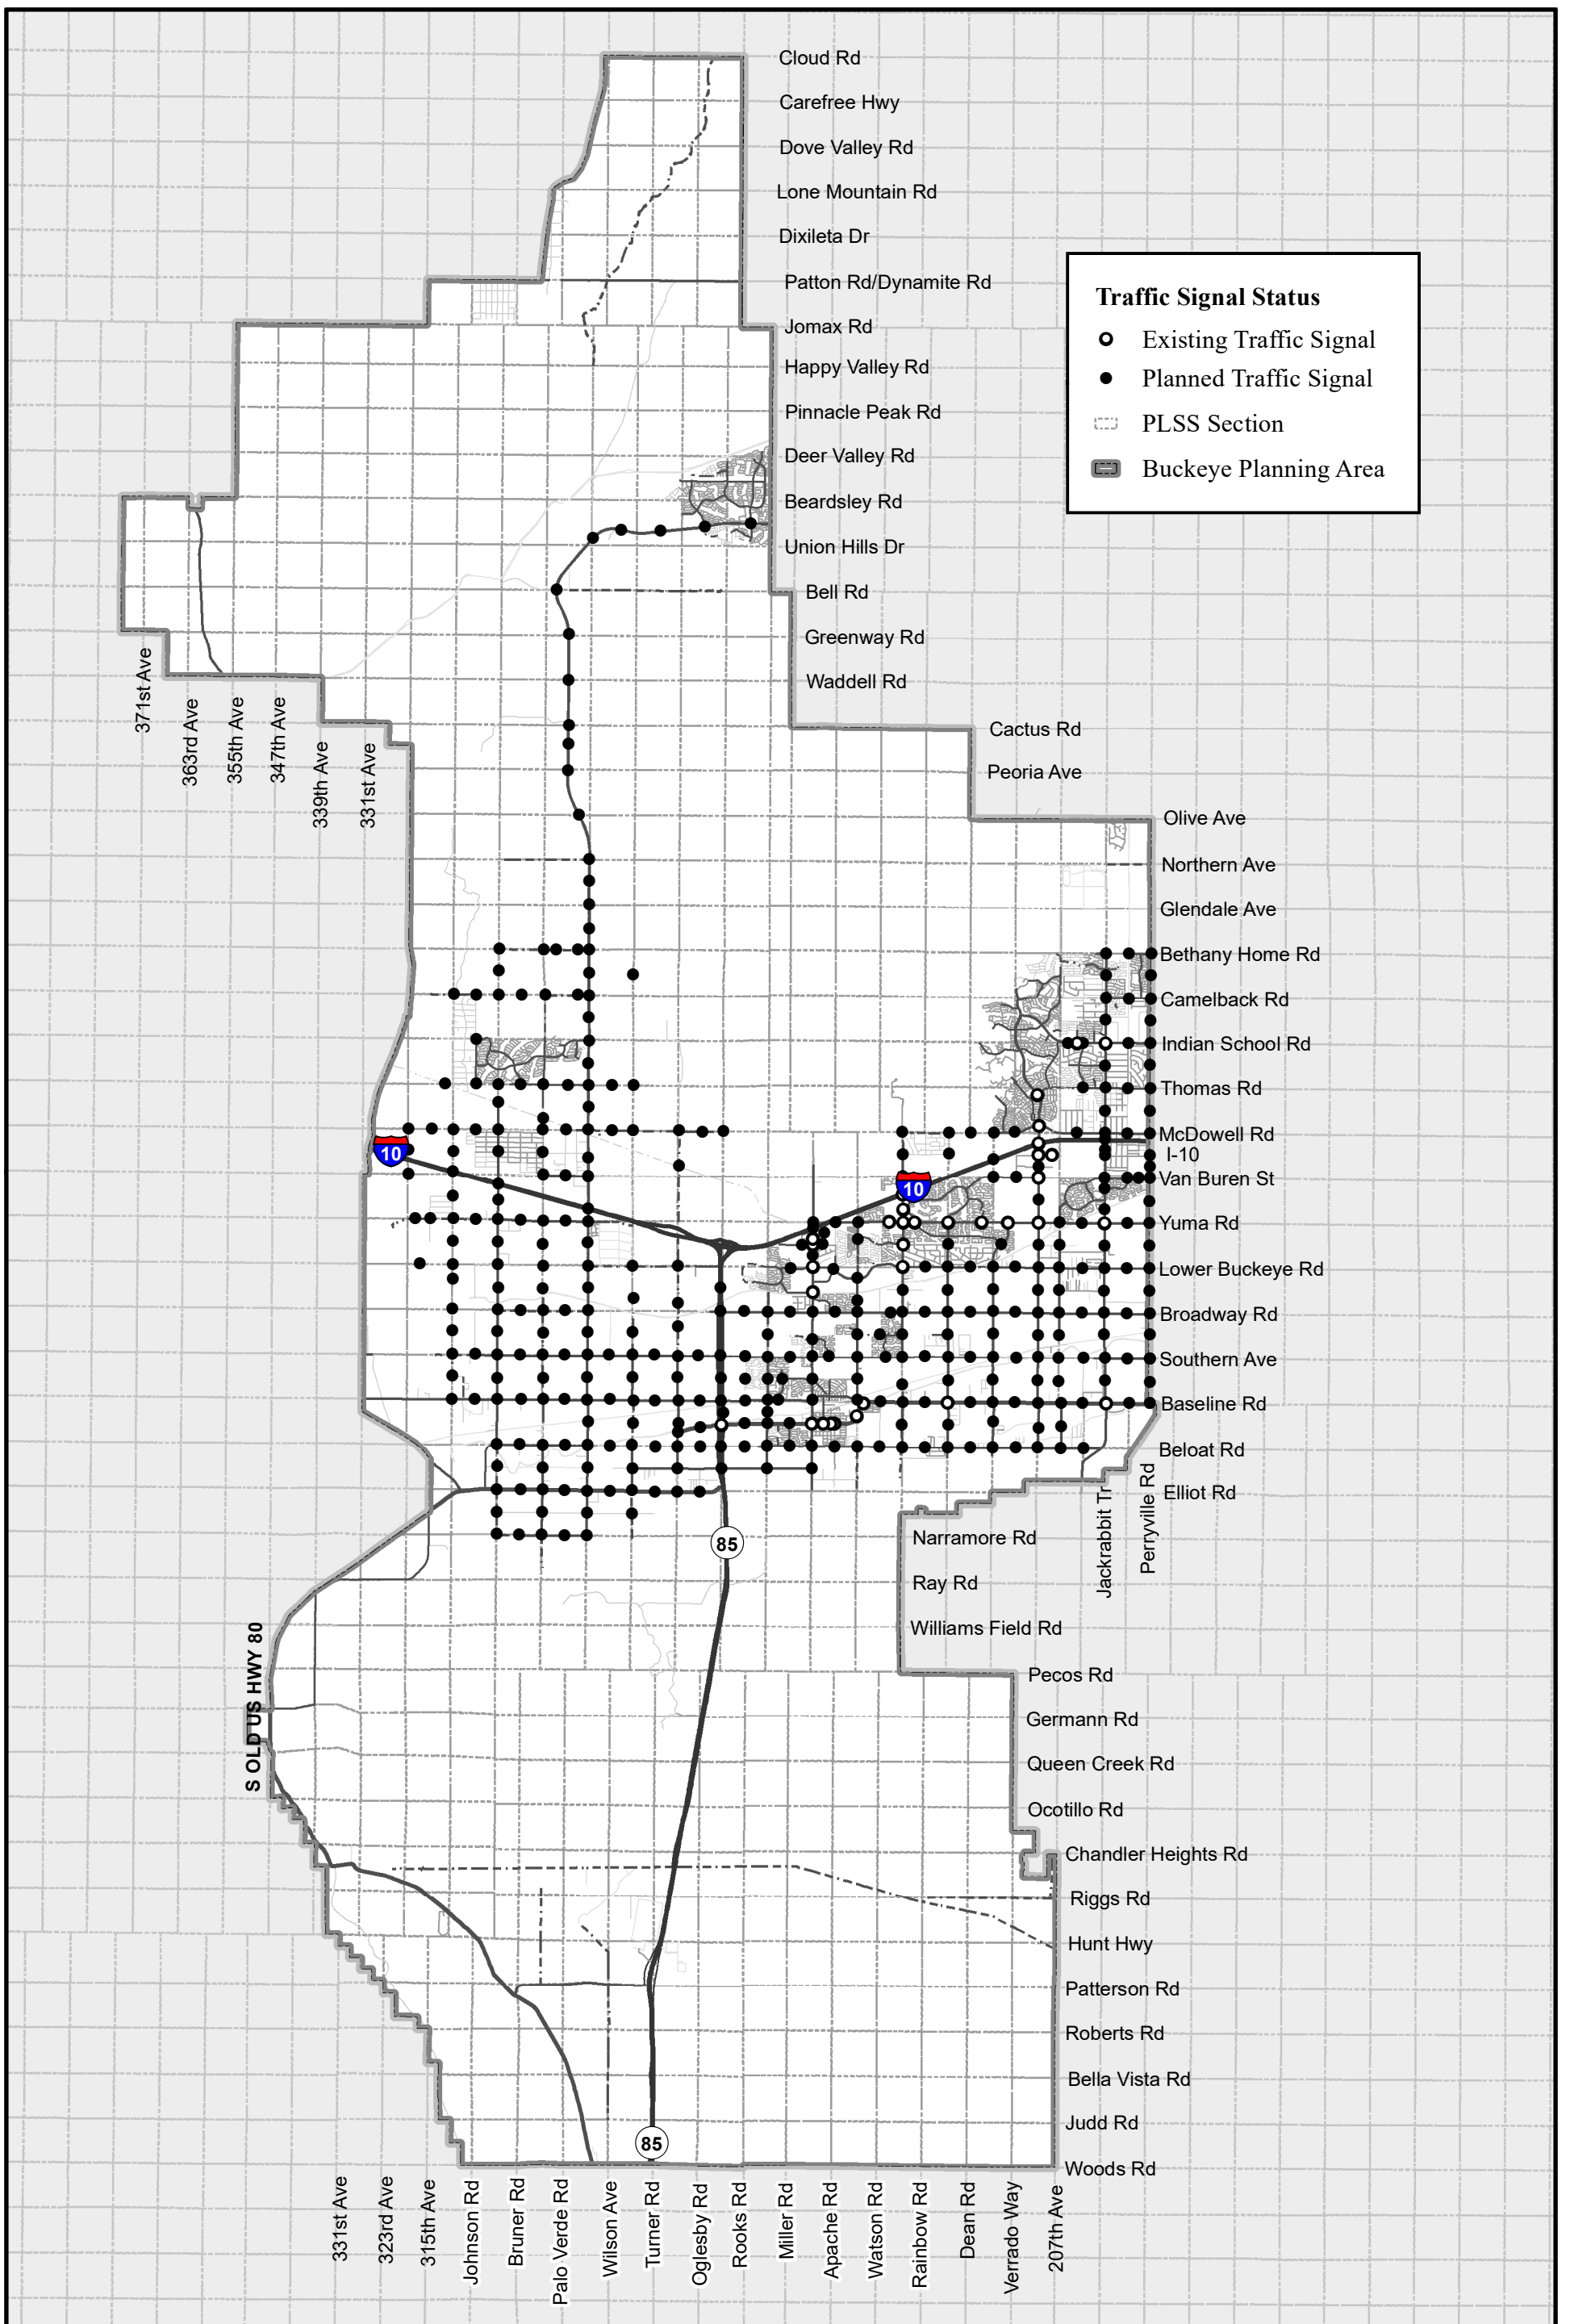 Cloud Rd
Carefree Hwy
Dove Valley Rd
Lone Mountain Rd
Dixileta Dr
Patton Rd/Dynamite Rd
Jomax Rd
Happy Valley Rd
Pinnacle Peak Rd
Deer Valley Rd
Beardsley Rd
Union Hills Dr
Bell Rd
Greenway Rd
Waddell Rd
Cactus Rd
Peoria Ave
Olive Ave
Northern Ave
Glendale Ave
Bethany Home Rd
Camelback Rd
Indian School Rd
Thomas Rd
McDowell Rd
I-10
Van Buren St
Yuma Rd
Lower Buckeye Rd
Broadway Rd
Southern Ave
Baseline Rd
Beloat Rd
Elliot Rd
Narramore Rd
Ray Rd
Williams Field Rd
Pecos Rd
Germann Rd
Queen Creek Rd
Ocotillo Rd
Chandler Heights Rd
Riggs Rd
Hunt Hwy
Patterson Rd
Roberts Rd
Bella Vista Rd
Judd Rd
Woods Rd
Traffic Signal Status
Existing Traffic Signal
Planned Traffic Signal
PLSS Section
Buckeye Planning Area
371st Ave
363rd Ave
355th Ave
347th Ave
339th Ave
331st Ave
10
10
Jackrabbit Tr
Perryville Rd
85
S OLD US HWY 80
85
331st Ave
323rd Ave
315th Ave
Johnson Rd
Bruner Rd
Palo Verde Rd
Wilson Ave
Turner Rd
Oglesby Rd
Rooks Rd
Miller Rd
Apache Rd
Watson Rd
Rainbow Rd
Dean Rd
Verrado Way
207th Ave